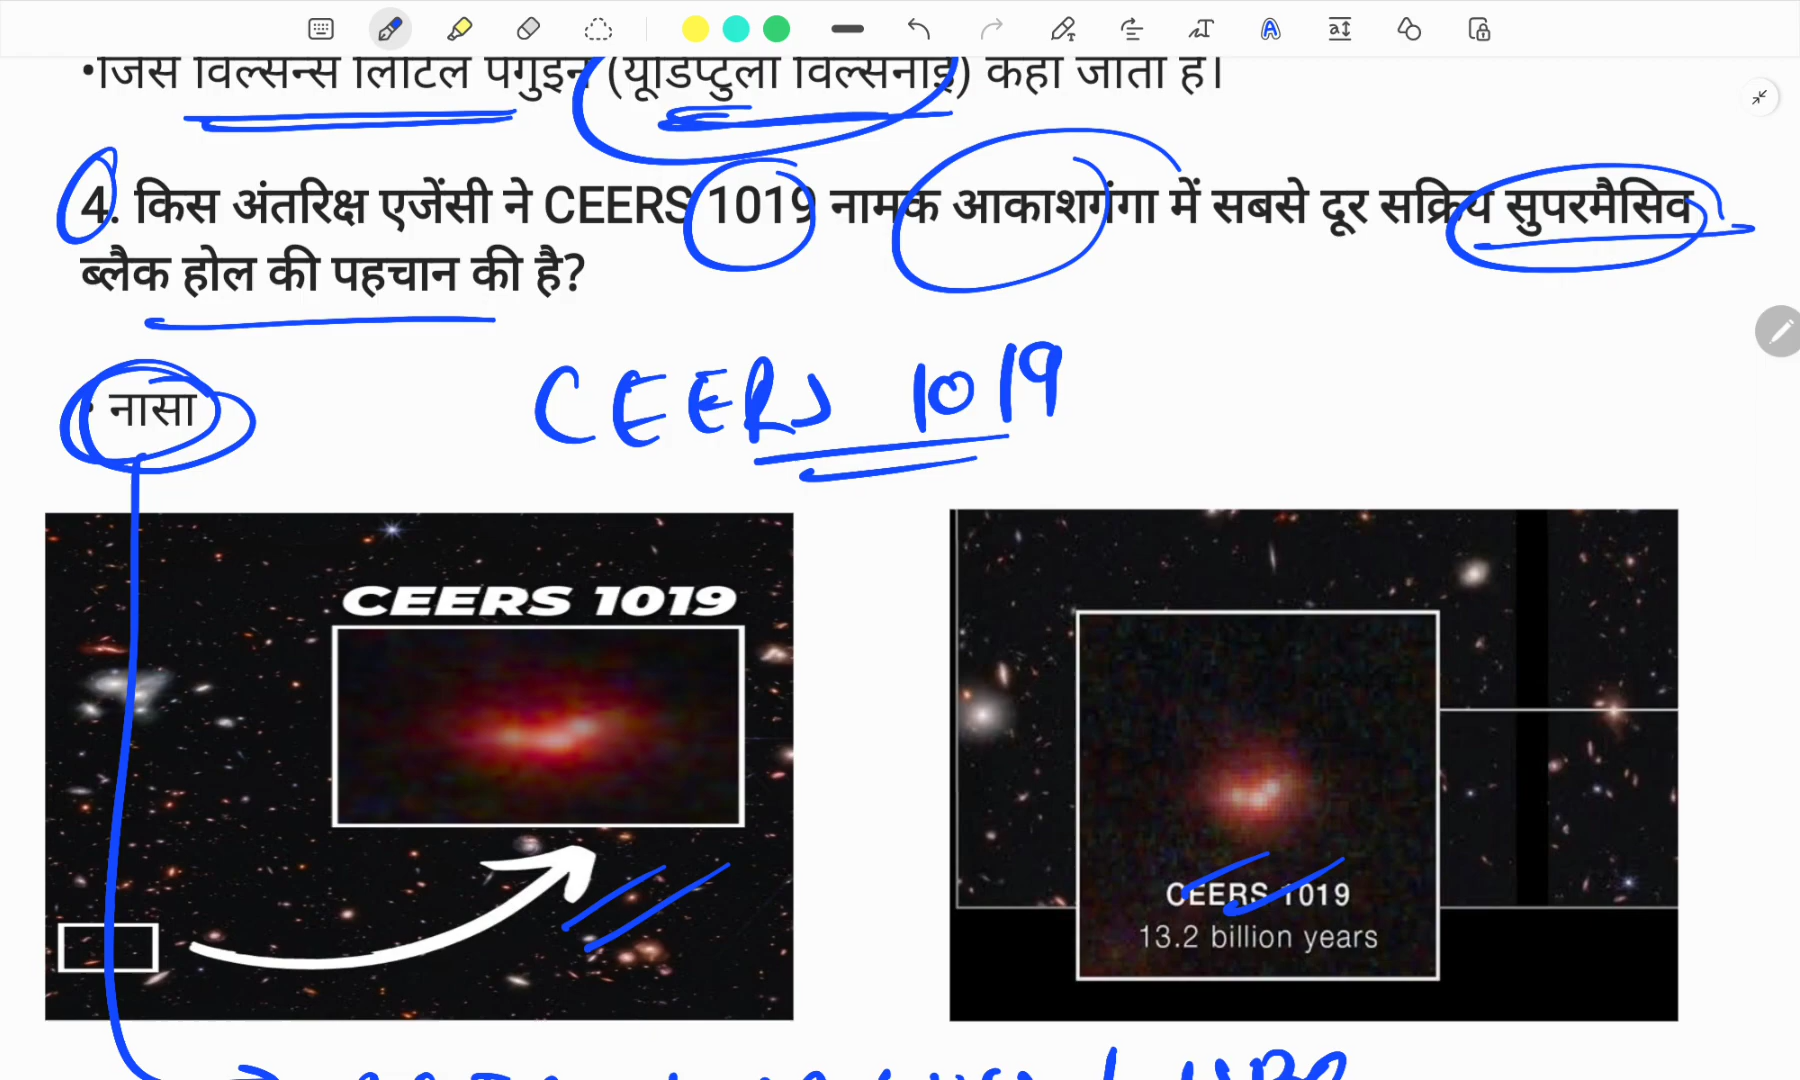 •जिसे विल्सन्स लिटिल पेंगुइन (यूडिप्टुला विल्सनाई) कहा जाता है।
4. किस अंतरिक्ष एजेंसी ने CEERS 1019 नामक आकाशगंगा में सबसे दूर सक्रिय सुपरमैसिव
ब्लैक होल की पहचान की है?
• नासा
CEERS 1019
CEERS 1019
CEERS 1019
13.2 billion years